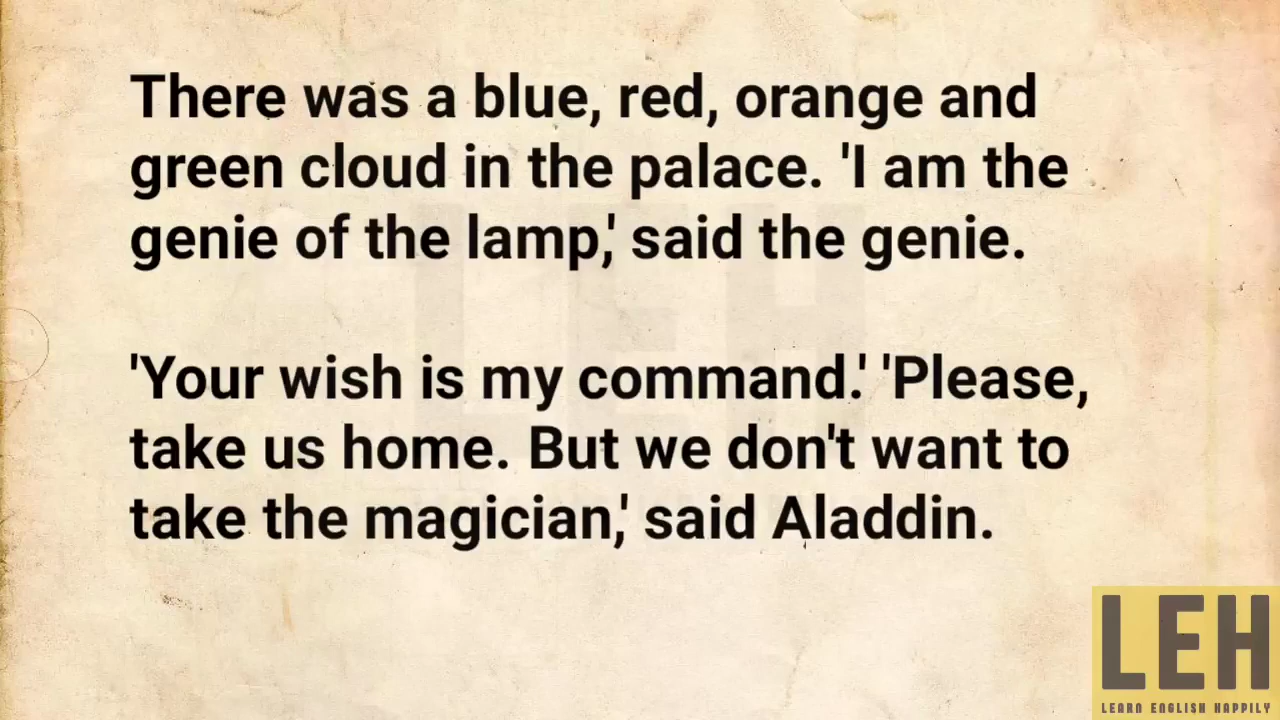 There was a blue, red, orange and
green cloud in the palace. 'I am the
genie of the lamp,' said the genie.
'Your wish is my command.' 'Please,
take us home. But we don't want to
take the magician,' said Aladdin.
LEH
LEH
LEARN ENGLISH HAPPILY